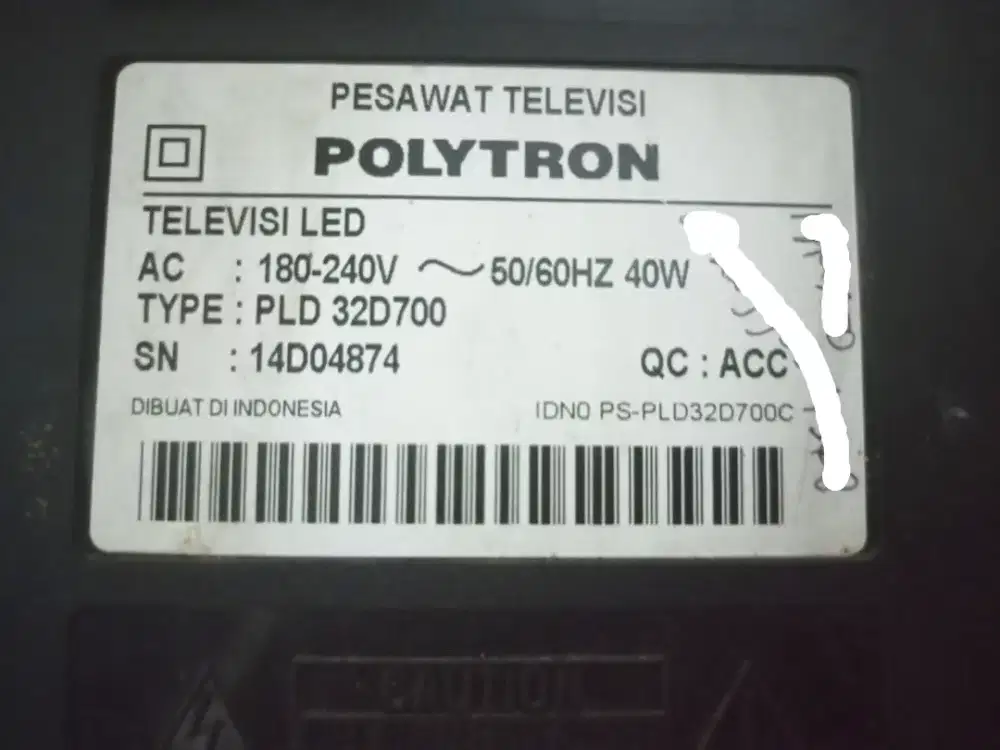 PESAWAT TELEVISI
POLYTRON
TELEVISI LED
AC : 180-240V ~ 50/60HZ 40W
TYPE : PLD 32D700
SN : 14D04874
QC : ACC
DIBUAT DI INDONESIA
IDNO PS-PLD32D700C
CAUTION